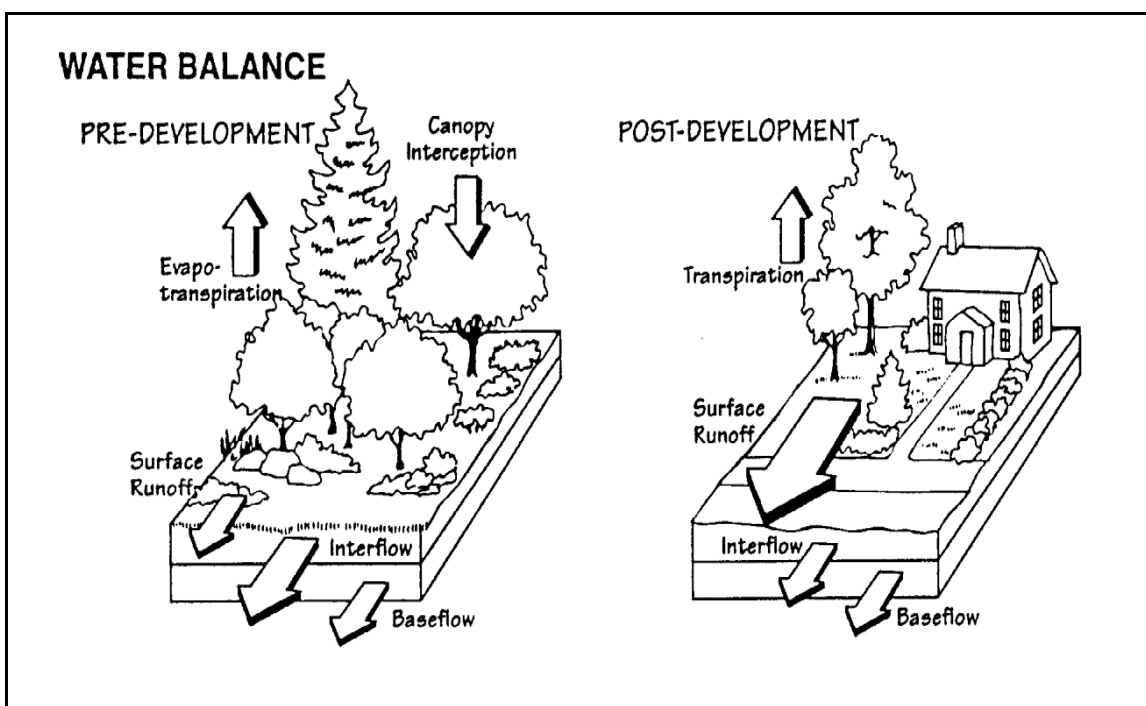 WATER BALANCE
PRE-DEVELOPMENT
Canopy
Interception
Evapo-
transpiration
Surface
Runoff
Interflow
Baseflow
POST-DEVELOPMENT
Transpiration
Surface
Runoff
Interflow
Baseflow